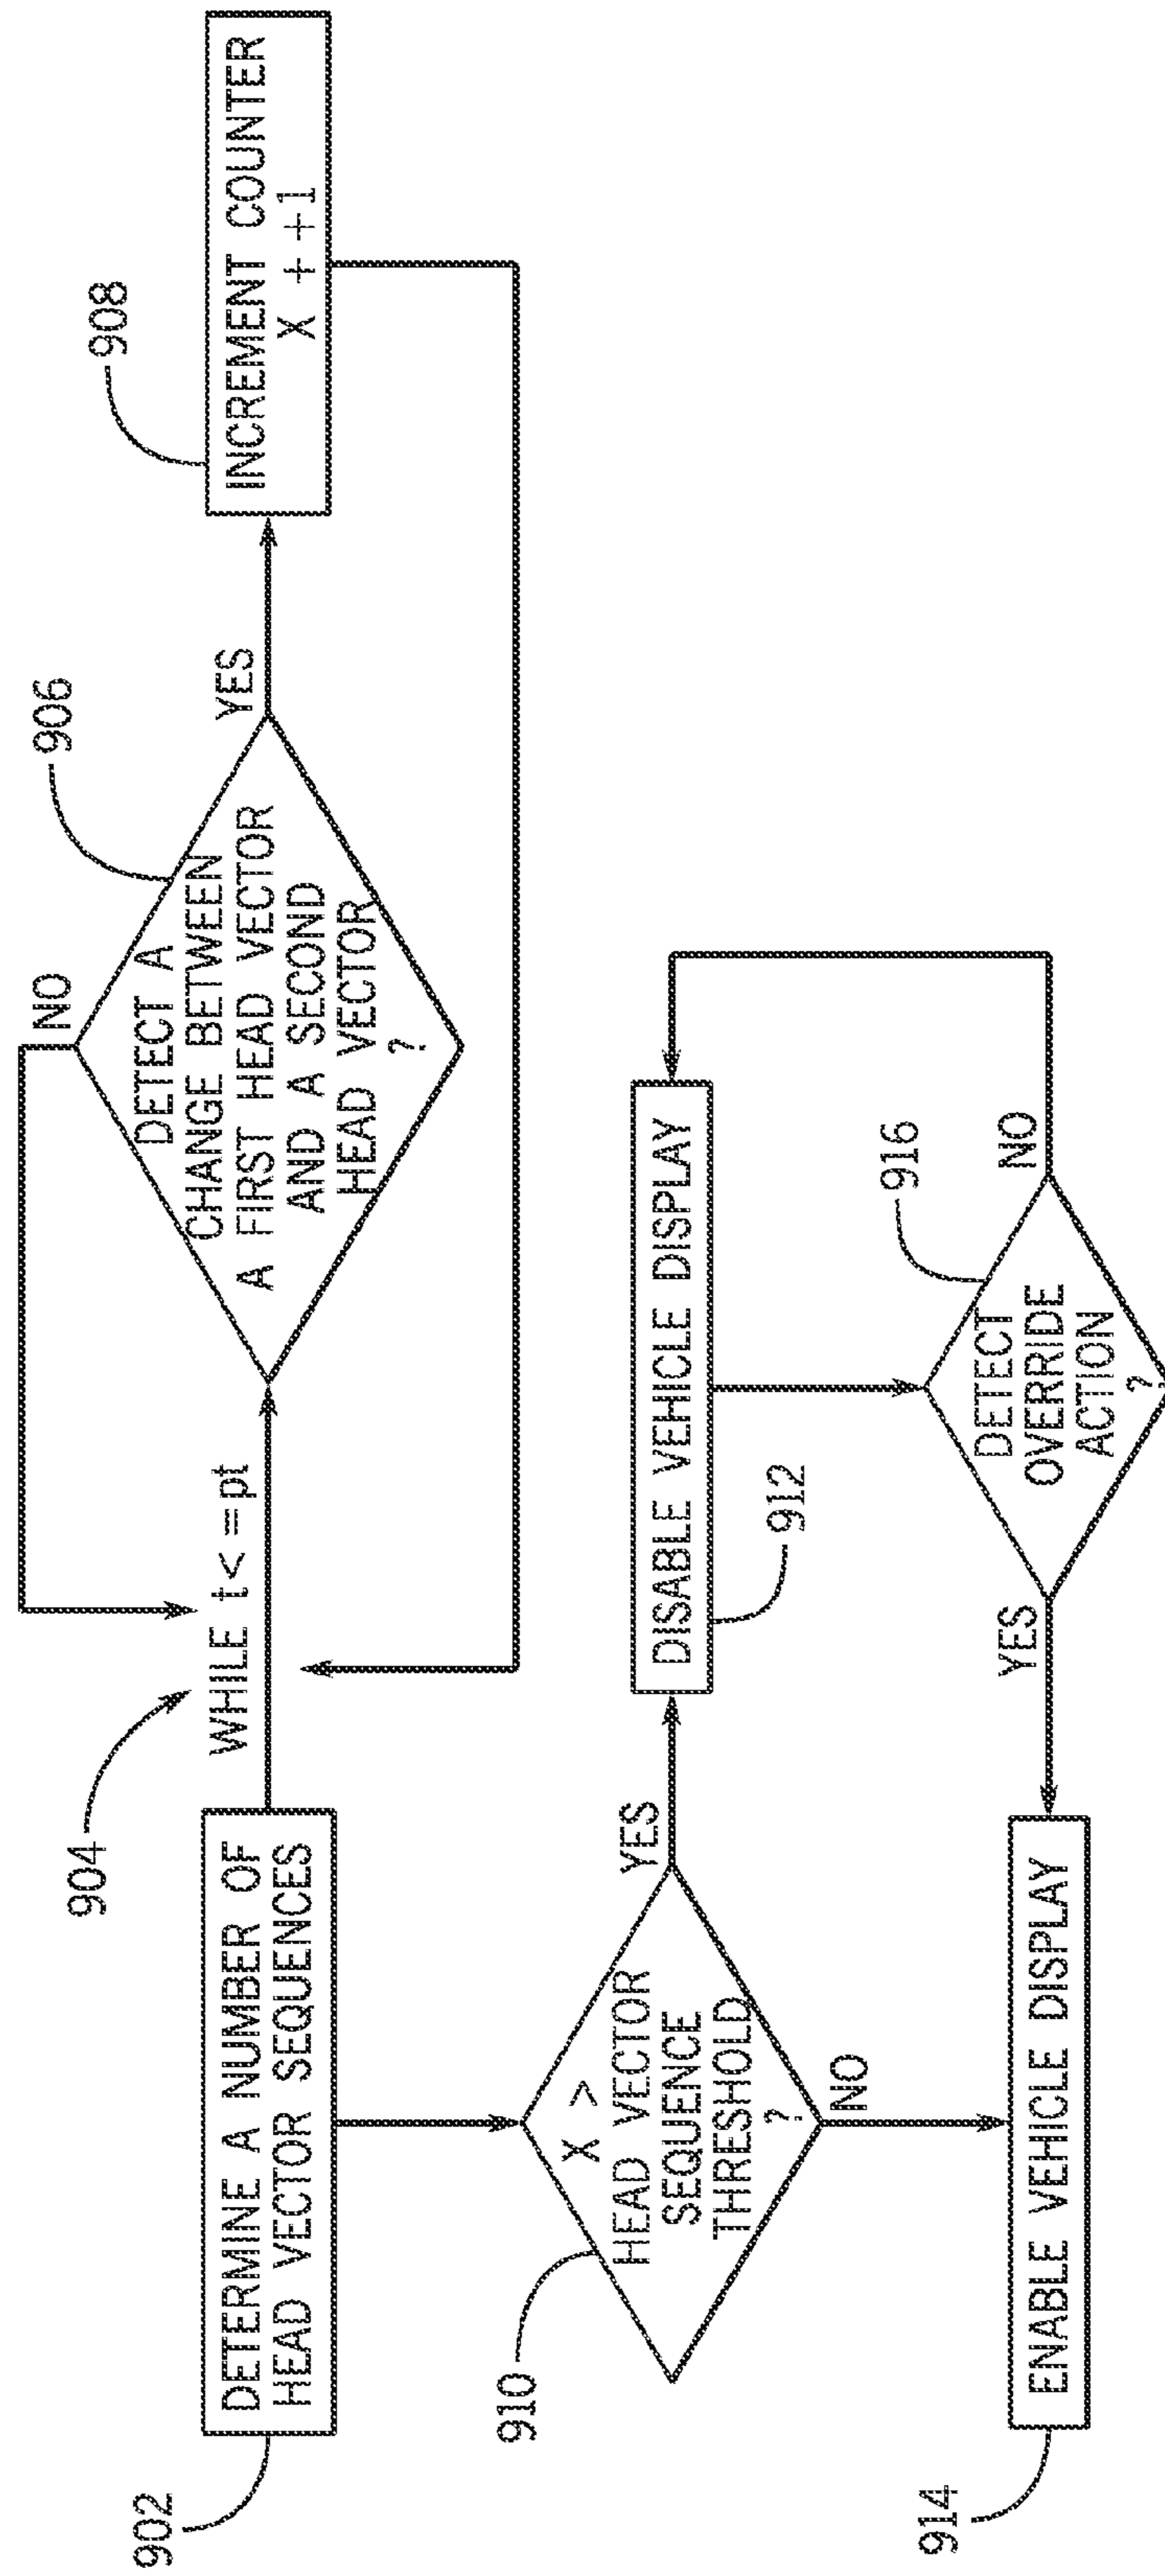 902
DETERMINE A NUMBER OF
HEAD VECTOR SEQUENCES
904
WHILE t< =pt
NO
906
DETECT A
CHANGE BETWEEN
A FIRST HEAD VECTOR
AND A SECOND
HEAD VECTOR
?
YES
908
INCREMENT COUNTER
X + +1
910
X >
HEAD VECTOR
SEQUENCE
THRESHOLD
?
YES
NO
DISABLE VEHICLE DISPLAY
912
914
ENABLE VEHICLE DISPLAY
YES
DETECT
OVERRIDE
ACTION
?
916
NO